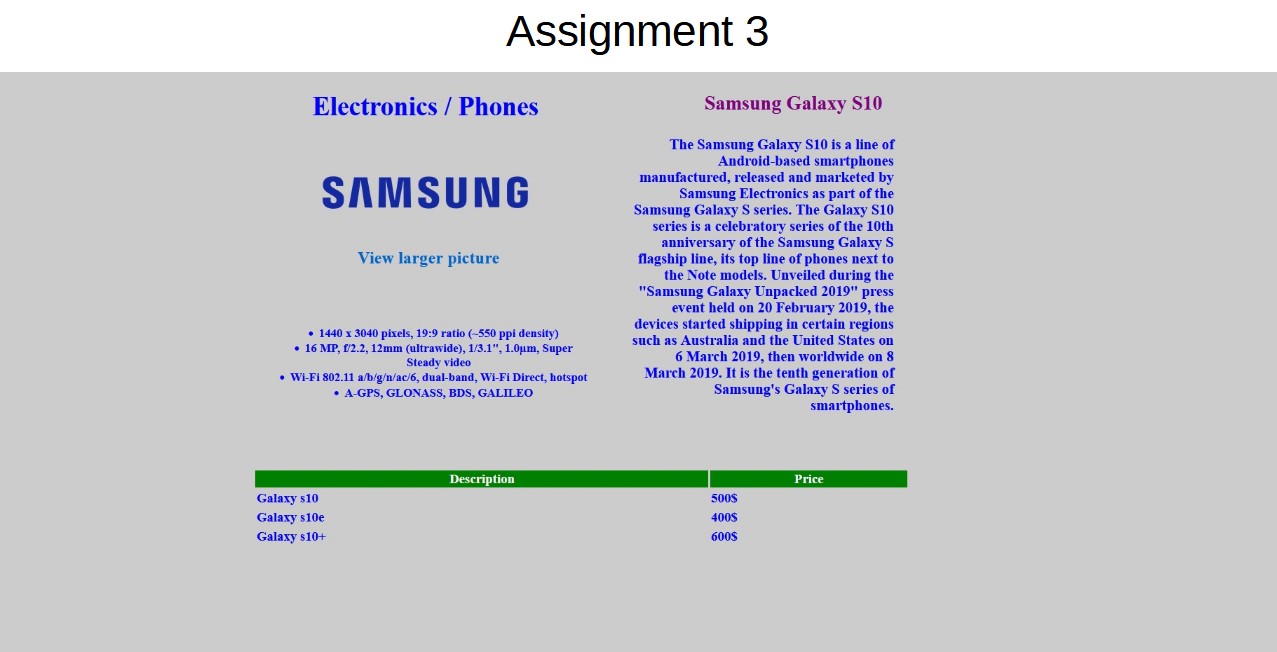 Assignment 3
Electronics / Phones
SAMSUNG
View larger picture
• 1440 x 3040 pixels, 19:9 ratio (~550 ppi density)
• 16 MP, f/2.2, 12mm (ultrawide), 1/3.1", 1.0μm, Super
Steady video
• Wi-Fi 802.11 a/b/g/n/ac/6, dual-band, Wi-Fi Direct, hotspot
• A-GPS, GLONASS, BDS, GALILEO
Samsung Galaxy S10
The Samsung Galaxy S10 is a line of
Android-based smartphones
manufactured, released and marketed by
Samsung Electronics as part of the
Samsung Galaxy S series. The Galaxy S10
series is a celebratory series of the 10th
anniversary of the Samsung Galaxy S
flagship line, its top line of phones next to
the Note models. Unveiled during the
"Samsung Galaxy Unpacked 2019" press
event held on 20 February 2019, the
devices started shipping in certain regions
such as Australia and the United States on
6 March 2019, then worldwide on 8
March 2019. It is the tenth generation of
Samsung's Galaxy S series of
smartphones.
Description Price
Galaxy s10 500$
Galaxy s10e 400$
Galaxy s10+ 600$